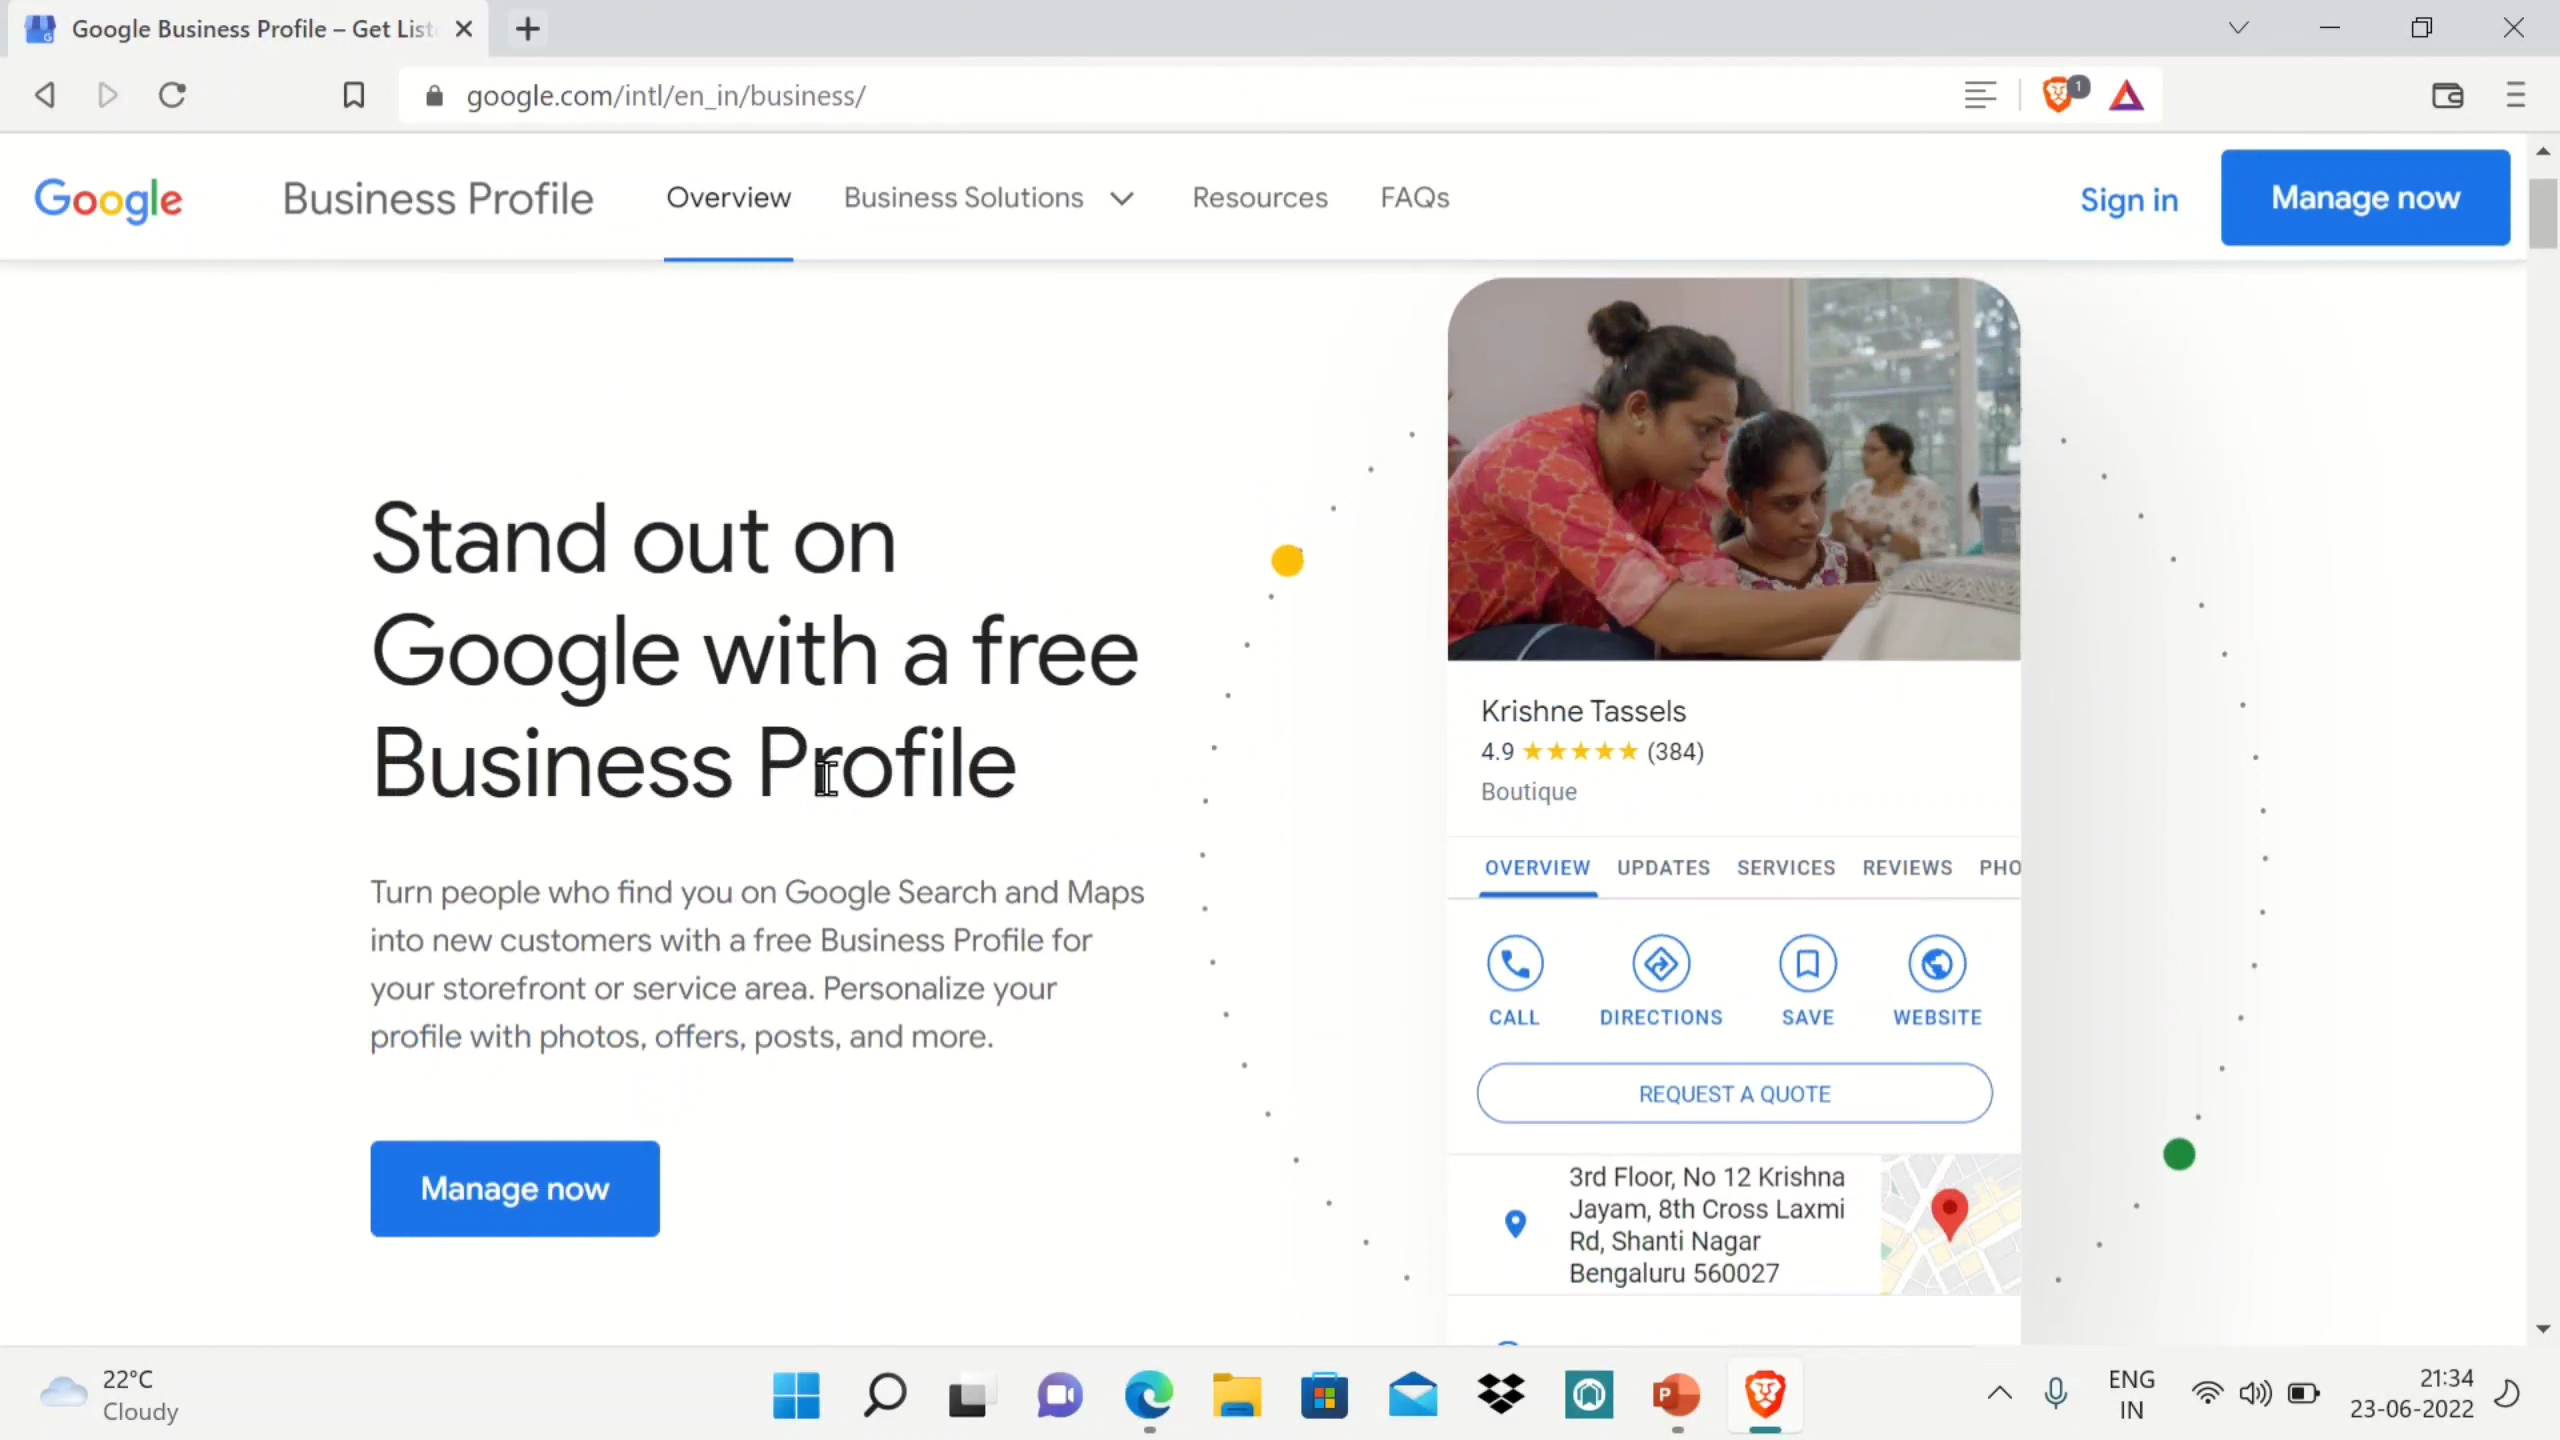 Google Business Profile – Get List
google.com/intl/en_in/business/
1
Google
Business Profile
Overview
Business Solutions
Resources
FAQs
Sign in
Manage now
Stand out on
Google with a free
Business Profile
Turn people who find you on Google Search and Maps
into new customers with a free Business Profile for
your storefront or service area. Personalize your
profile with photos, offers, posts, and more.
Manage now
Krishne Tassels
4.9 ★★★★★ (384)
Boutique
OVERVIEW UPDATES SERVICES REVIEWS PHO
CALL DIRECTIONS SAVE WEBSITE
REQUEST A QUOTE
3rd Floor, No 12 Krishna
Jayam, 8th Cross Laxmi
Rd, Shanti Nagar
Bengaluru 560027
22°C
Cloudy
P
ENG
IN
21:34
23-06-2022